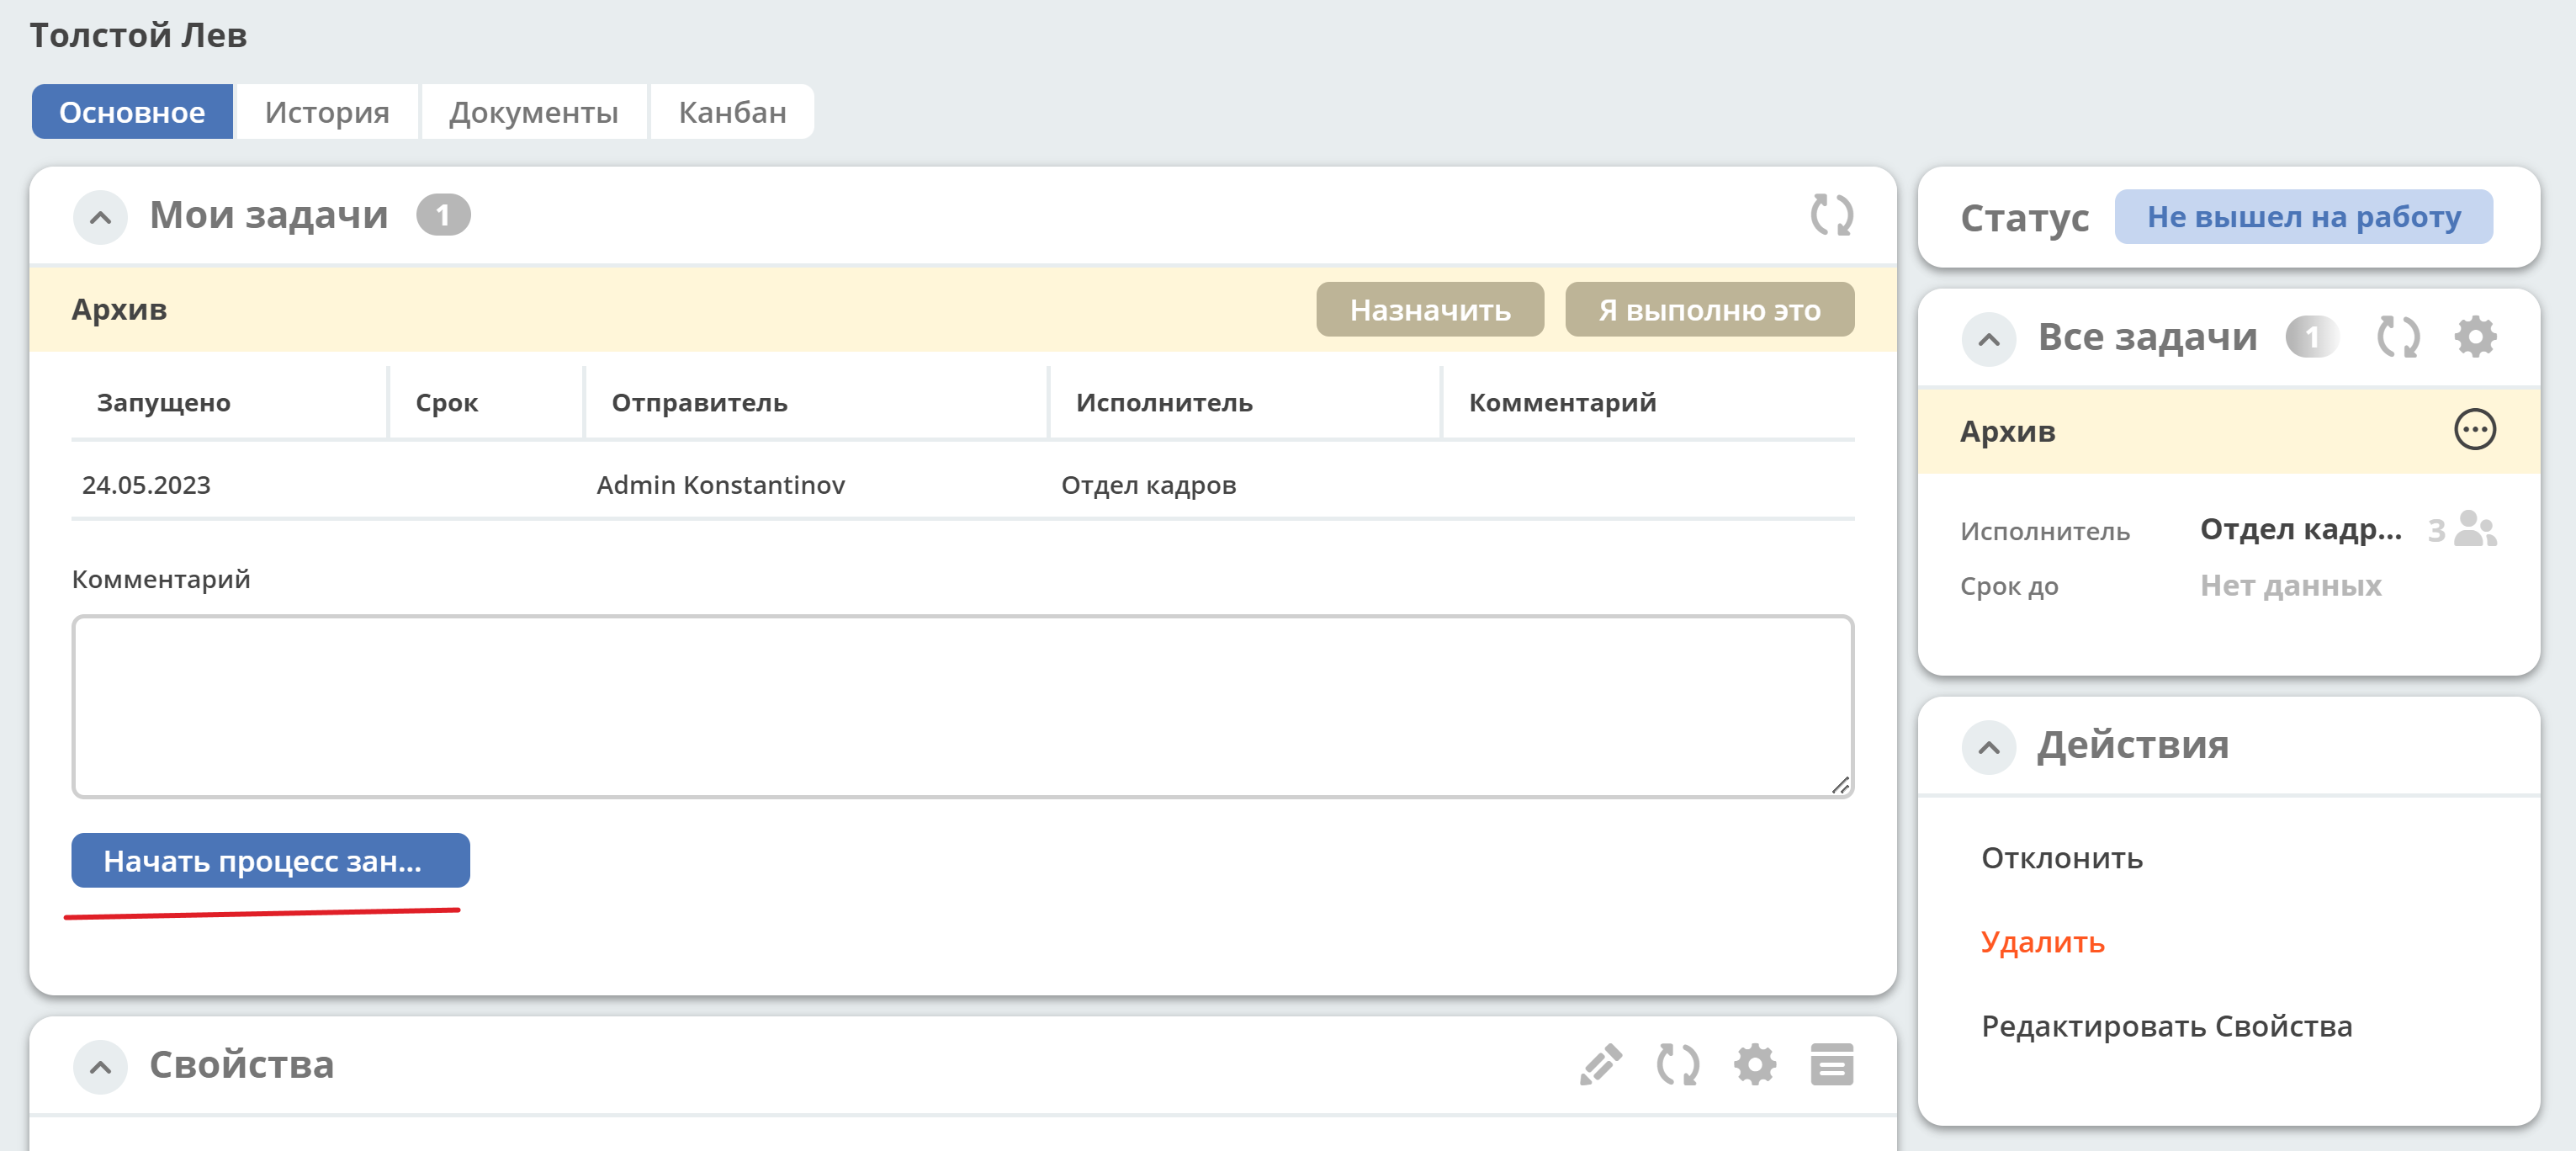 Толстой Лев
Основное История Документы Канбан
Мои задачи 1
Архив Назначить Я выполню это
Запущено Срок Отправитель Исполнитель Комментарий
24.05.2023 Admin Konstantinov Отдел кадров
Комментарий
Начать процесс зан...
Свойства
Статус Не вышел на работу
Все задачи 1
Архив
Исполнитель Отдел кадр... 3
Срок до Нет данных
Действия
Отклонить
Удалить
Редактировать Свойства